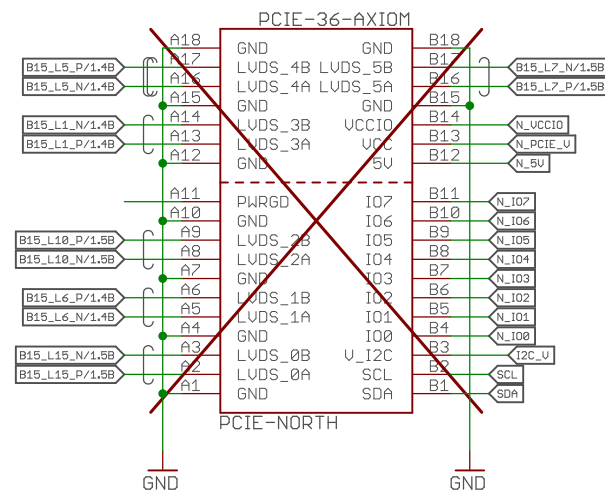 PCIE-36-AXIOM
A18 GND GND B18
B15_L5_P/1.4B A17 LVDS_4B LVDS_5B B17 B15_L7_N/1.5B
B15_L5_N/1.4B A16 LVDS_4A LVDS_5A B16 B15_L7_P/1.5B
A15 GND GND B15
B15_L1_N/1.4B A14 LVDS_3B VCCIO B14 N_VCCIO
B15_L1_P/1.4B A13 LVDS_3A VCC B13 N_PCIE_V
A12 GND 5V B12 N_5V
A11 PWRGD IO7 B11 N_IO7
A10 GND IO6 B10 N_IO6
B15_L10_P/1.5B A9 LVDS_2B IO5 B9 N_IO5
B15_L10_N/1.5B A8 LVDS_2A IO4 B8 N_IO4
A7 GND IO3 B7 N_IO3
B15_L6_P/1.4B A6 LVDS_1B IO2 B6 N_IO2
B15_L6_N/1.4B A5 LVDS_1A IO1 B5 N_IO1
A4 GND IO0 B4 N_IO0
B15_L15_N/1.5B A3 LVDS_0B V_I2C B3 I2C_V
B15_L15_P/1.5B A2 LVDS_0A SCL B2 SCL
A1 GND SDA B1 SDA
PCIE-NORTH
GND GND